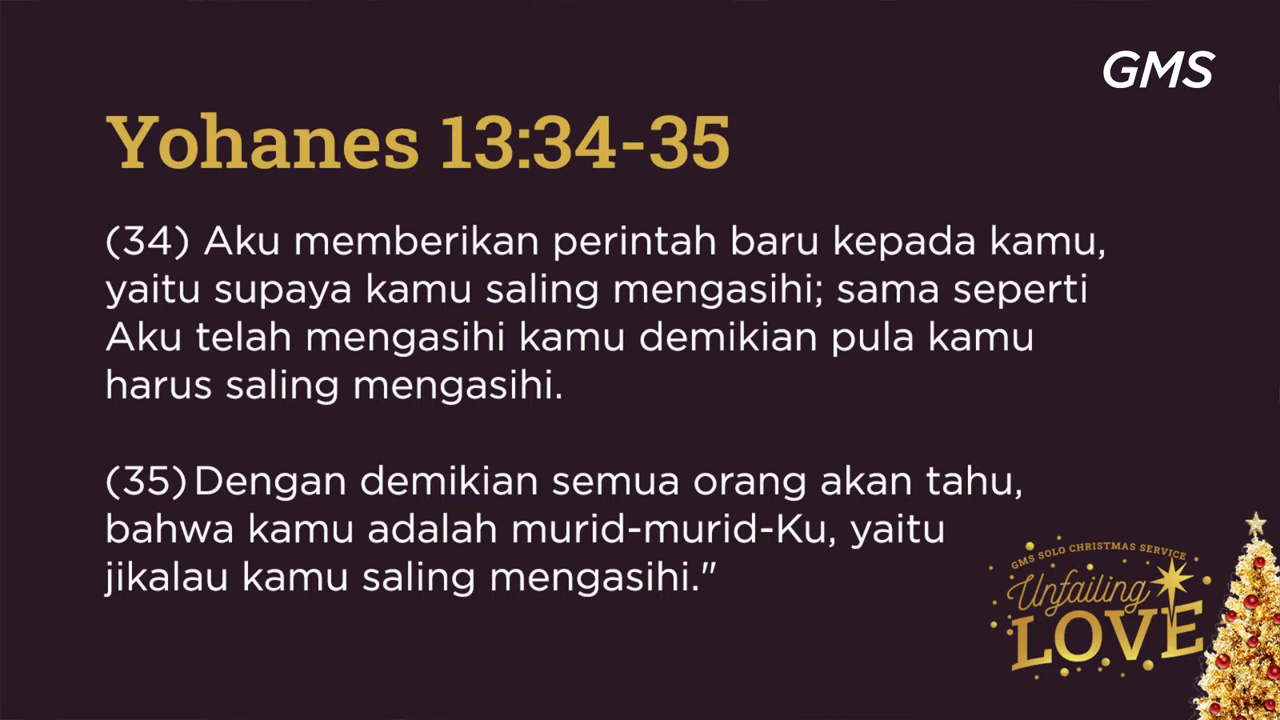 GMS
Yohanes 13:34-35
(34) Aku memberikan perintah baru kepada kamu,
yaitu supaya kamu saling mengasihi; sama seperti
Aku telah mengasihi kamu demikian pula kamu
harus saling mengasihi.
(35) Dengan demikian semua orang akan tahu,
bahwa kamu adalah murid-murid-Ku, yaitu
jikalau kamu saling mengasihi."
GMS SOLO CHRISTMAS SERVICE
Unfailing
LOVE